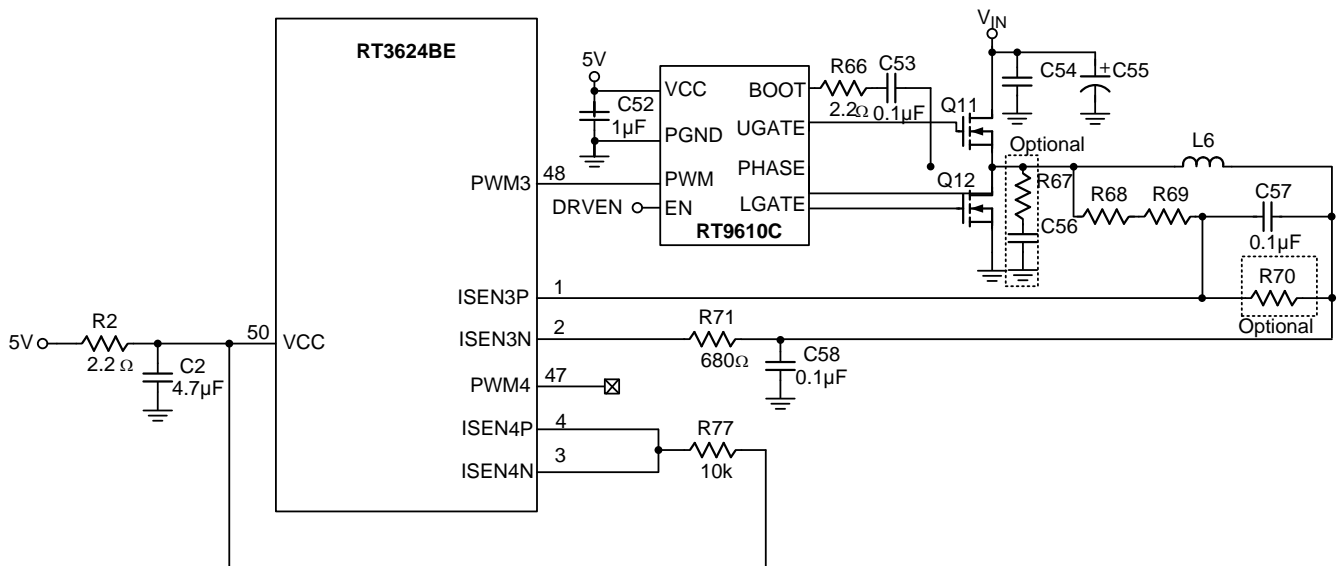 V_IN
RT3624BE
5V
C52
1µF
VCC
PGND
PWM
EN
BOOT
UGATE
PHASE
LGATE
RT9610C
R66
2.2Ω
C53
0.1µF
C54
+
C55
Q11
Q12
Optional
R67
C56
L6
R68
R69
C57
0.1µF
R70
Optional
PWM3
48
DRVEN
ISEN3P
1
ISEN3N
2
R71
680Ω
C58
0.1µF
5V
R2
2.2 Ω
C2
4.7µF
50
VCC
PWM4
47
ISEN4P
4
ISEN4N
3
R77
10k